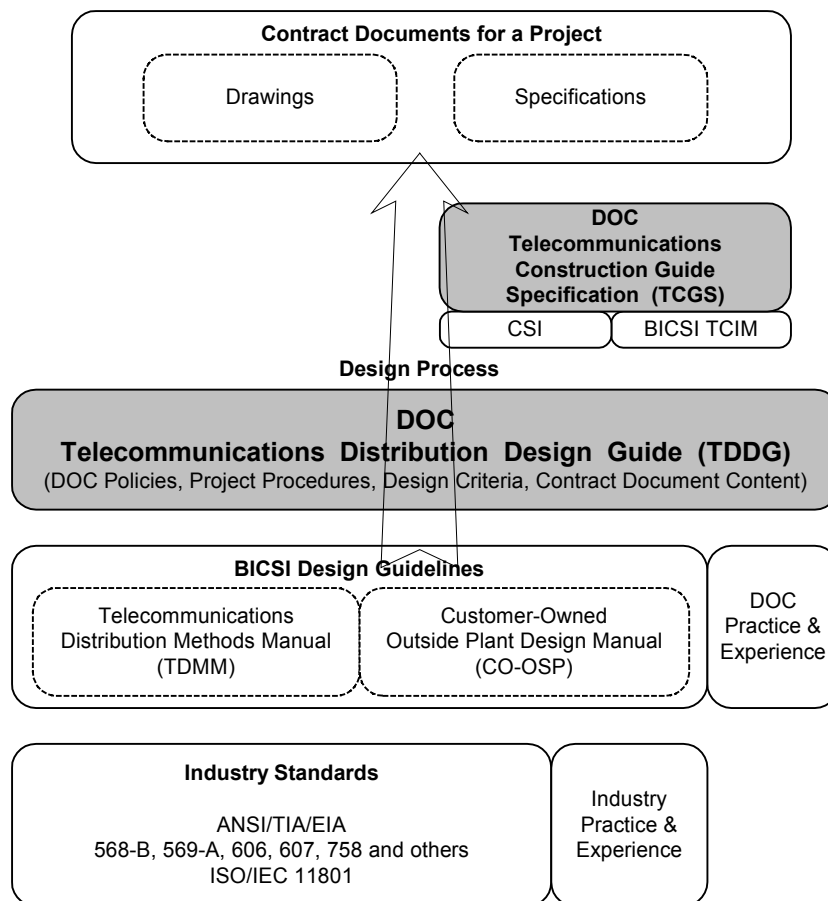 Contract Documents for a Project
Drawings
Specifications
DOC
Telecommunications
Construction Guide
Specification (TCGS)
CSI
BICSI TCIM
Design Process
DOC
Telecommunications Distribution Design Guide (TDDG)
(DOC Policies, Project Procedures, Design Criteria, Contract Document Content)
BICSI Design Guidelines
Telecommunications
Distribution Methods Manual
(TDMM)
Customer-Owned
Outside Plant Design Manual
(CO-OSP)
DOC
Practice &
Experience
Industry Standards
ANSI/TIA/EIA
568-B, 569-A, 606, 607, 758 and others
ISO/IEC 11801
Industry
Practice &
Experience